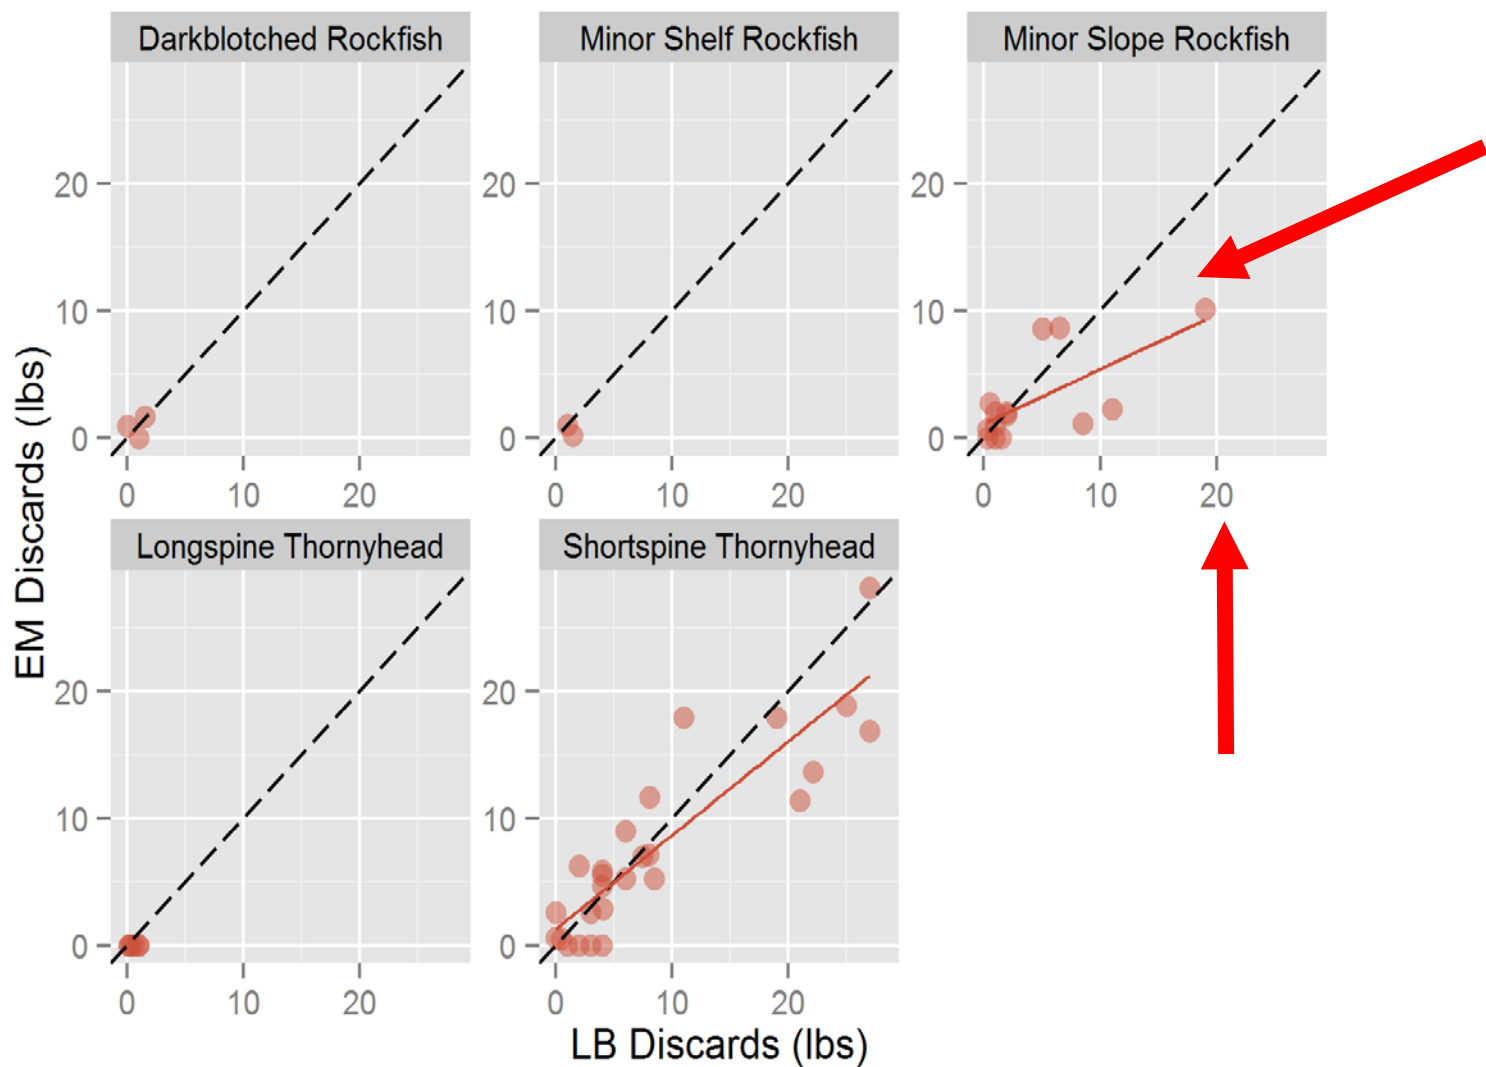 Darkblotched Rockfish
Minor Shelf Rockfish
Minor Slope Rockfish
20
10
0
0 10 20
20
10
0
0 10 20
20
10
0
0 10 20
Longspine Thornyhead
Shortspine Thornyhead
20
10
0
0 10 20
20
10
0
0 10 20
EM Discards (lbs)
LB Discards (lbs)